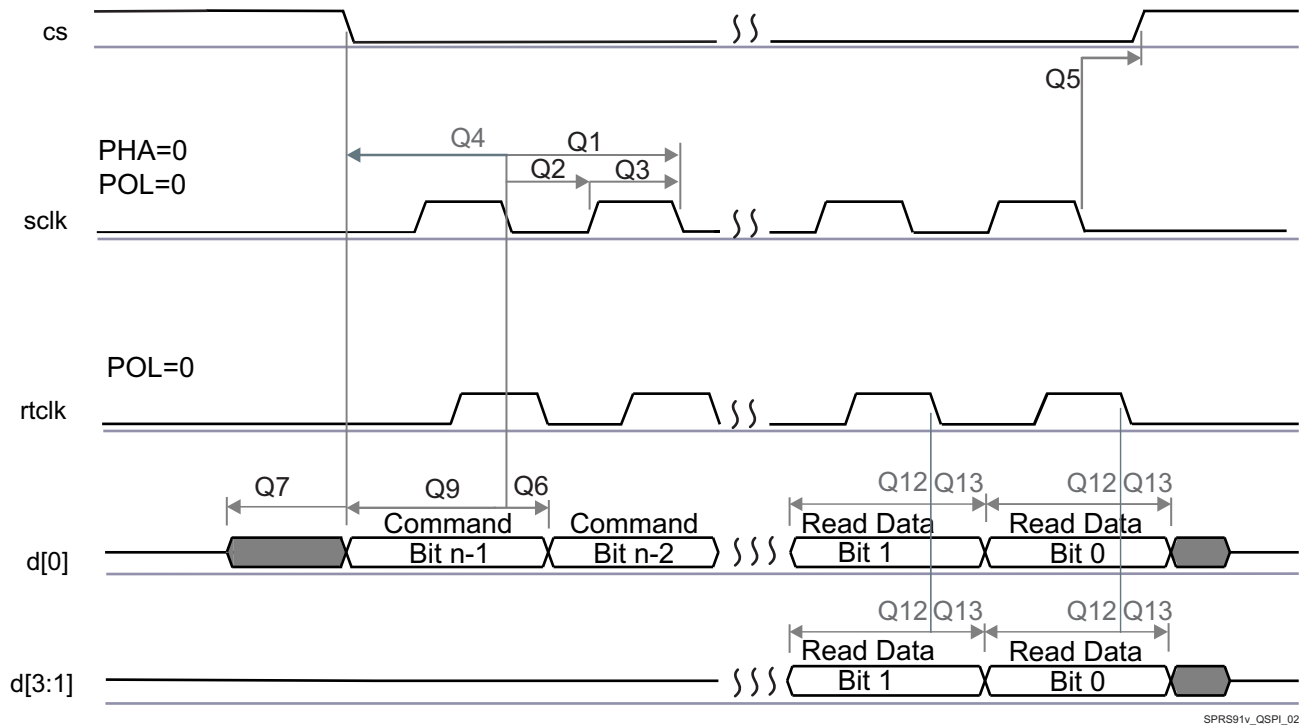 cs
Q5
PHA=0
POL=0
Q4
Q1
Q2
Q3
sclk
POL=0
rtclk
Q7
Q9
Q6
Q12
Q13
Q12
Q13
Command
Command
Read Data
Read Data
d[0]
Bit n-1
Bit n-2
Bit 1
Bit 0
Q12
Q13
Q12
Q13
Read Data
Read Data
d[3:1]
Bit 1
Bit 0
SPRS91v_QSPI_02